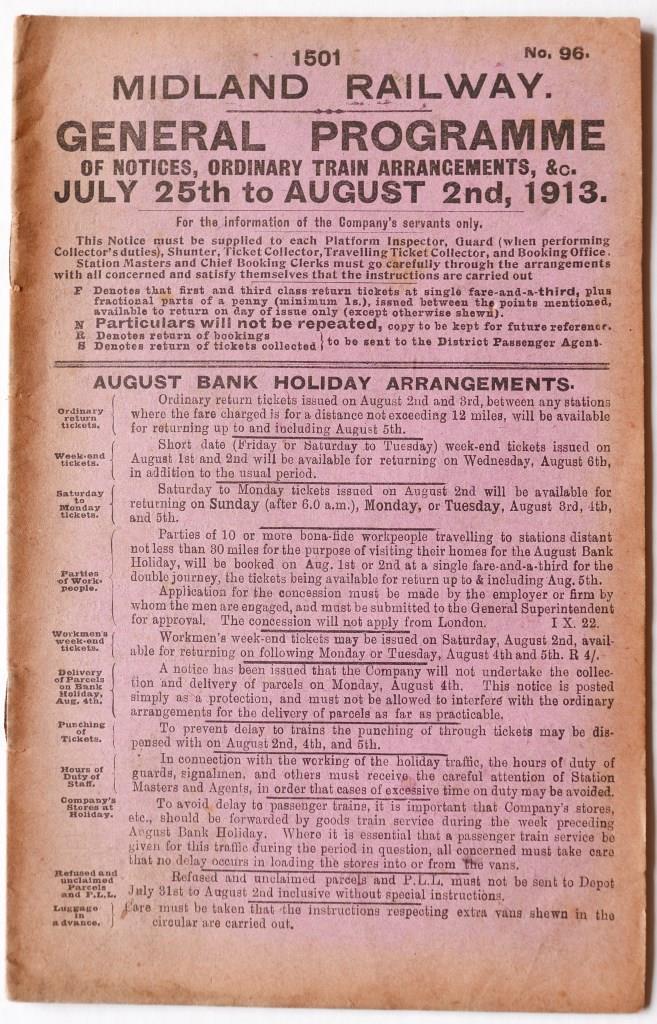 1501
No. 96.
MIDLAND RAILWAY.
GENERAL PROGRAMME
OF NOTICES, ORDINARY TRAIN ARRANGEMENTS, &c.
JULY 25th to AUGUST 2nd, 1913.
For the information of the Company's servants only.
This Notice must be supplied to each Platform Inspector, Guard (when performing
Collector's duties), Shunter, Ticket Collector, Travelling Ticket Collector, and Booking Office.
Station Masters and Chief Booking Clerks must go carefully through the arrangements
with all concerned and satisfy themselves that the instructions are carried out
F Denotes that first and third class return tickets at single fare-and-a-third, plus
fractional parts of a penny (minimum 1s.), issued between the points mentioned,
available to return on day of issue only (except otherwise shewn).
N Particulars will not be repeated, copy to be kept for future reference.
R Denotes return of bookings
S Denotes return of tickets collected } to be sent to the District Passenger Agent.
AUGUST BANK HOLIDAY ARRANGEMENTS.
Ordinary
return
tickets.
Ordinary return tickets issued on August 2nd and 3rd, between any stations
where the fare charged is for a distance not exceeding 12 miles, will be available
for returning up to and including August 5th.
Week-end
tickets.
Short date (Friday or Saturday to Tuesday) week-end tickets issued on
August 1st and 2nd will be available for returning on Wednesday, August 6th,
in addition to the usual period.
Saturday
to
Monday
tickets.
Saturday to Monday tickets issued on August 2nd will be available for
returning on Sunday (after 6.0 a.m.), Monday, or Tuesday, August 3rd, 4th,
and 5th.
Parties
of Work-
people.
Parties of 10 or more bona-fide workpeople travelling to stations distant
not less than 30 miles for the purpose of visiting their homes for the August Bank
Holiday, will be booked on Aug. 1st or 2nd at a single fare-and-a-third for the
double journey, the tickets being available for return up to & including Aug. 5th.
Application for the concession must be made by the employer or firm by
whom the men are engaged, and must be submitted to the General Superintendent
for approval. The concession will not apply from London. I X. 22.
Workmen's
week-end
tickets.
Workmen's week-end tickets may be issued on Saturday, August 2nd, avail-
able for returning on following Monday or Tuesday, August 4th and 5th. R 4/.
Delivery
of Parcels
on Bank
Holiday,
Aug. 4th.
A notice has been issued that the Company will not undertake the collec-
tion and delivery of parcels on Monday, August 4th. This notice is posted
simply as a protection, and must not be allowed to interfere with the ordinary
arrangements for the delivery of parcels as far as practicable.
Punching
of
Tickets.
To prevent delay to trains the punching of through tickets may be dis-
pensed with on August 2nd, 4th, and 5th.
Hours of
Duty of
Staff.
In connection with the working of the holiday traffic, the hours of duty of
guards, signalmen, and others must receive the careful attention of Station
Masters and Agents, in order that cases of excessive time on duty may be avoided.
Company's
Stores at
Holiday.
To avoid delay to passenger trains, it is important that Company's stores,
etc., should be forwarded by goods train service during the week preceding
August Bank Holiday. Where it is essential that a passenger train service be
given for this traffic during the period in question, all concerned must take care
that no delay occurs in loading the stores into or from the vans.
Refused and
unclaimed
Parcels
and P.L.L.
Refused and unclaimed parcels and P.L.L. must not be sent to Depot
July 31st to August 2nd inclusive without special instructions.
Luggage
in
advance.
Care must be taken that the instructions respecting extra vans shewn in the
circular are carried out.